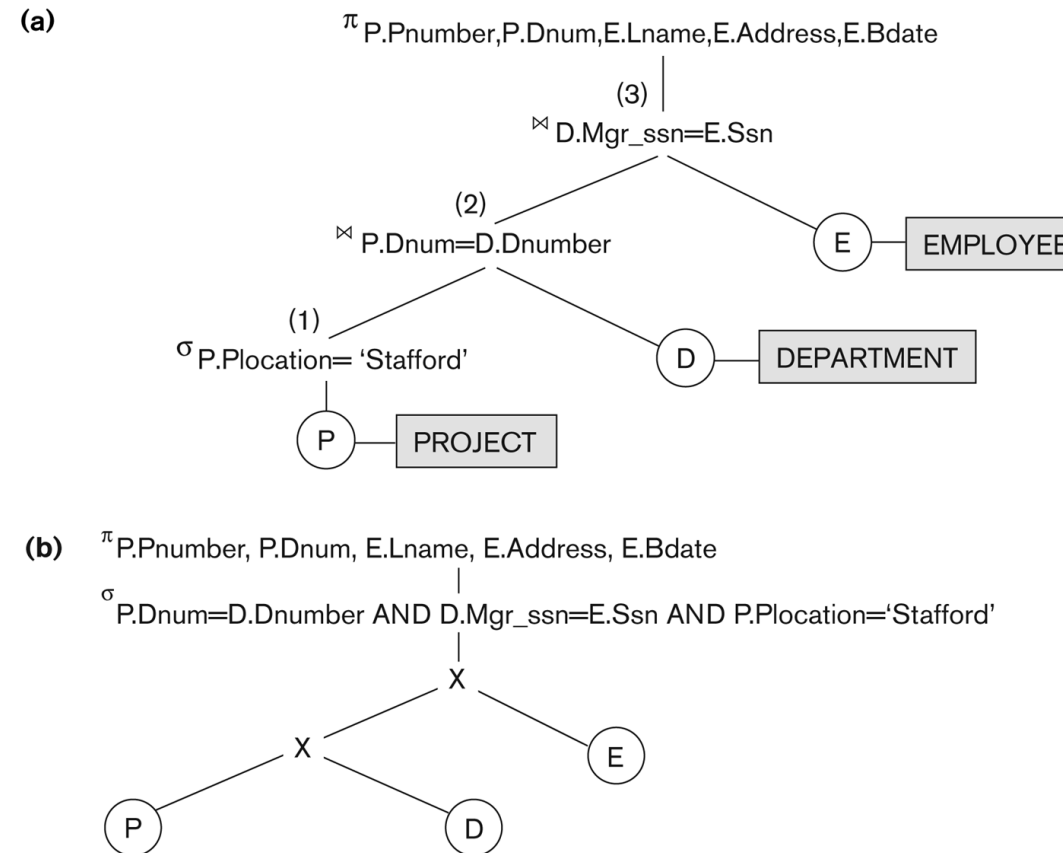 (a)
π P.Pnumber,P.Dnum,E.Lname,E.Address,E.Bdate
(3)
⋈ D.Mgr_ssn=E.Ssn
(2)
⋈ P.Dnum=D.Dnumber
E
EMPLOYEE
(1)
σ P.Plocation= ‘Stafford’
D
DEPARTMENT
P
PROJECT
(b)
π P.Pnumber, P.Dnum, E.Lname, E.Address, E.Bdate
σ P.Dnum=D.Dnumber AND D.Mgr_ssn=E.Ssn AND P.Plocation=‘Stafford’
X
X
E
P
D